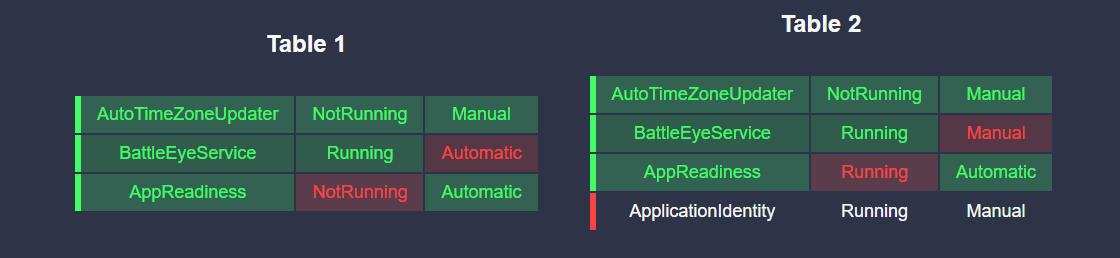 Table 1
AutoTimeZoneUpdater NotRunning Manual
BattleEyeService Running Automatic
AppReadiness NotRunning Automatic
Table 2
AutoTimeZoneUpdater NotRunning Manual
BattleEyeService Running Manual
AppReadiness Running Automatic
ApplicationIdentity Running Manual